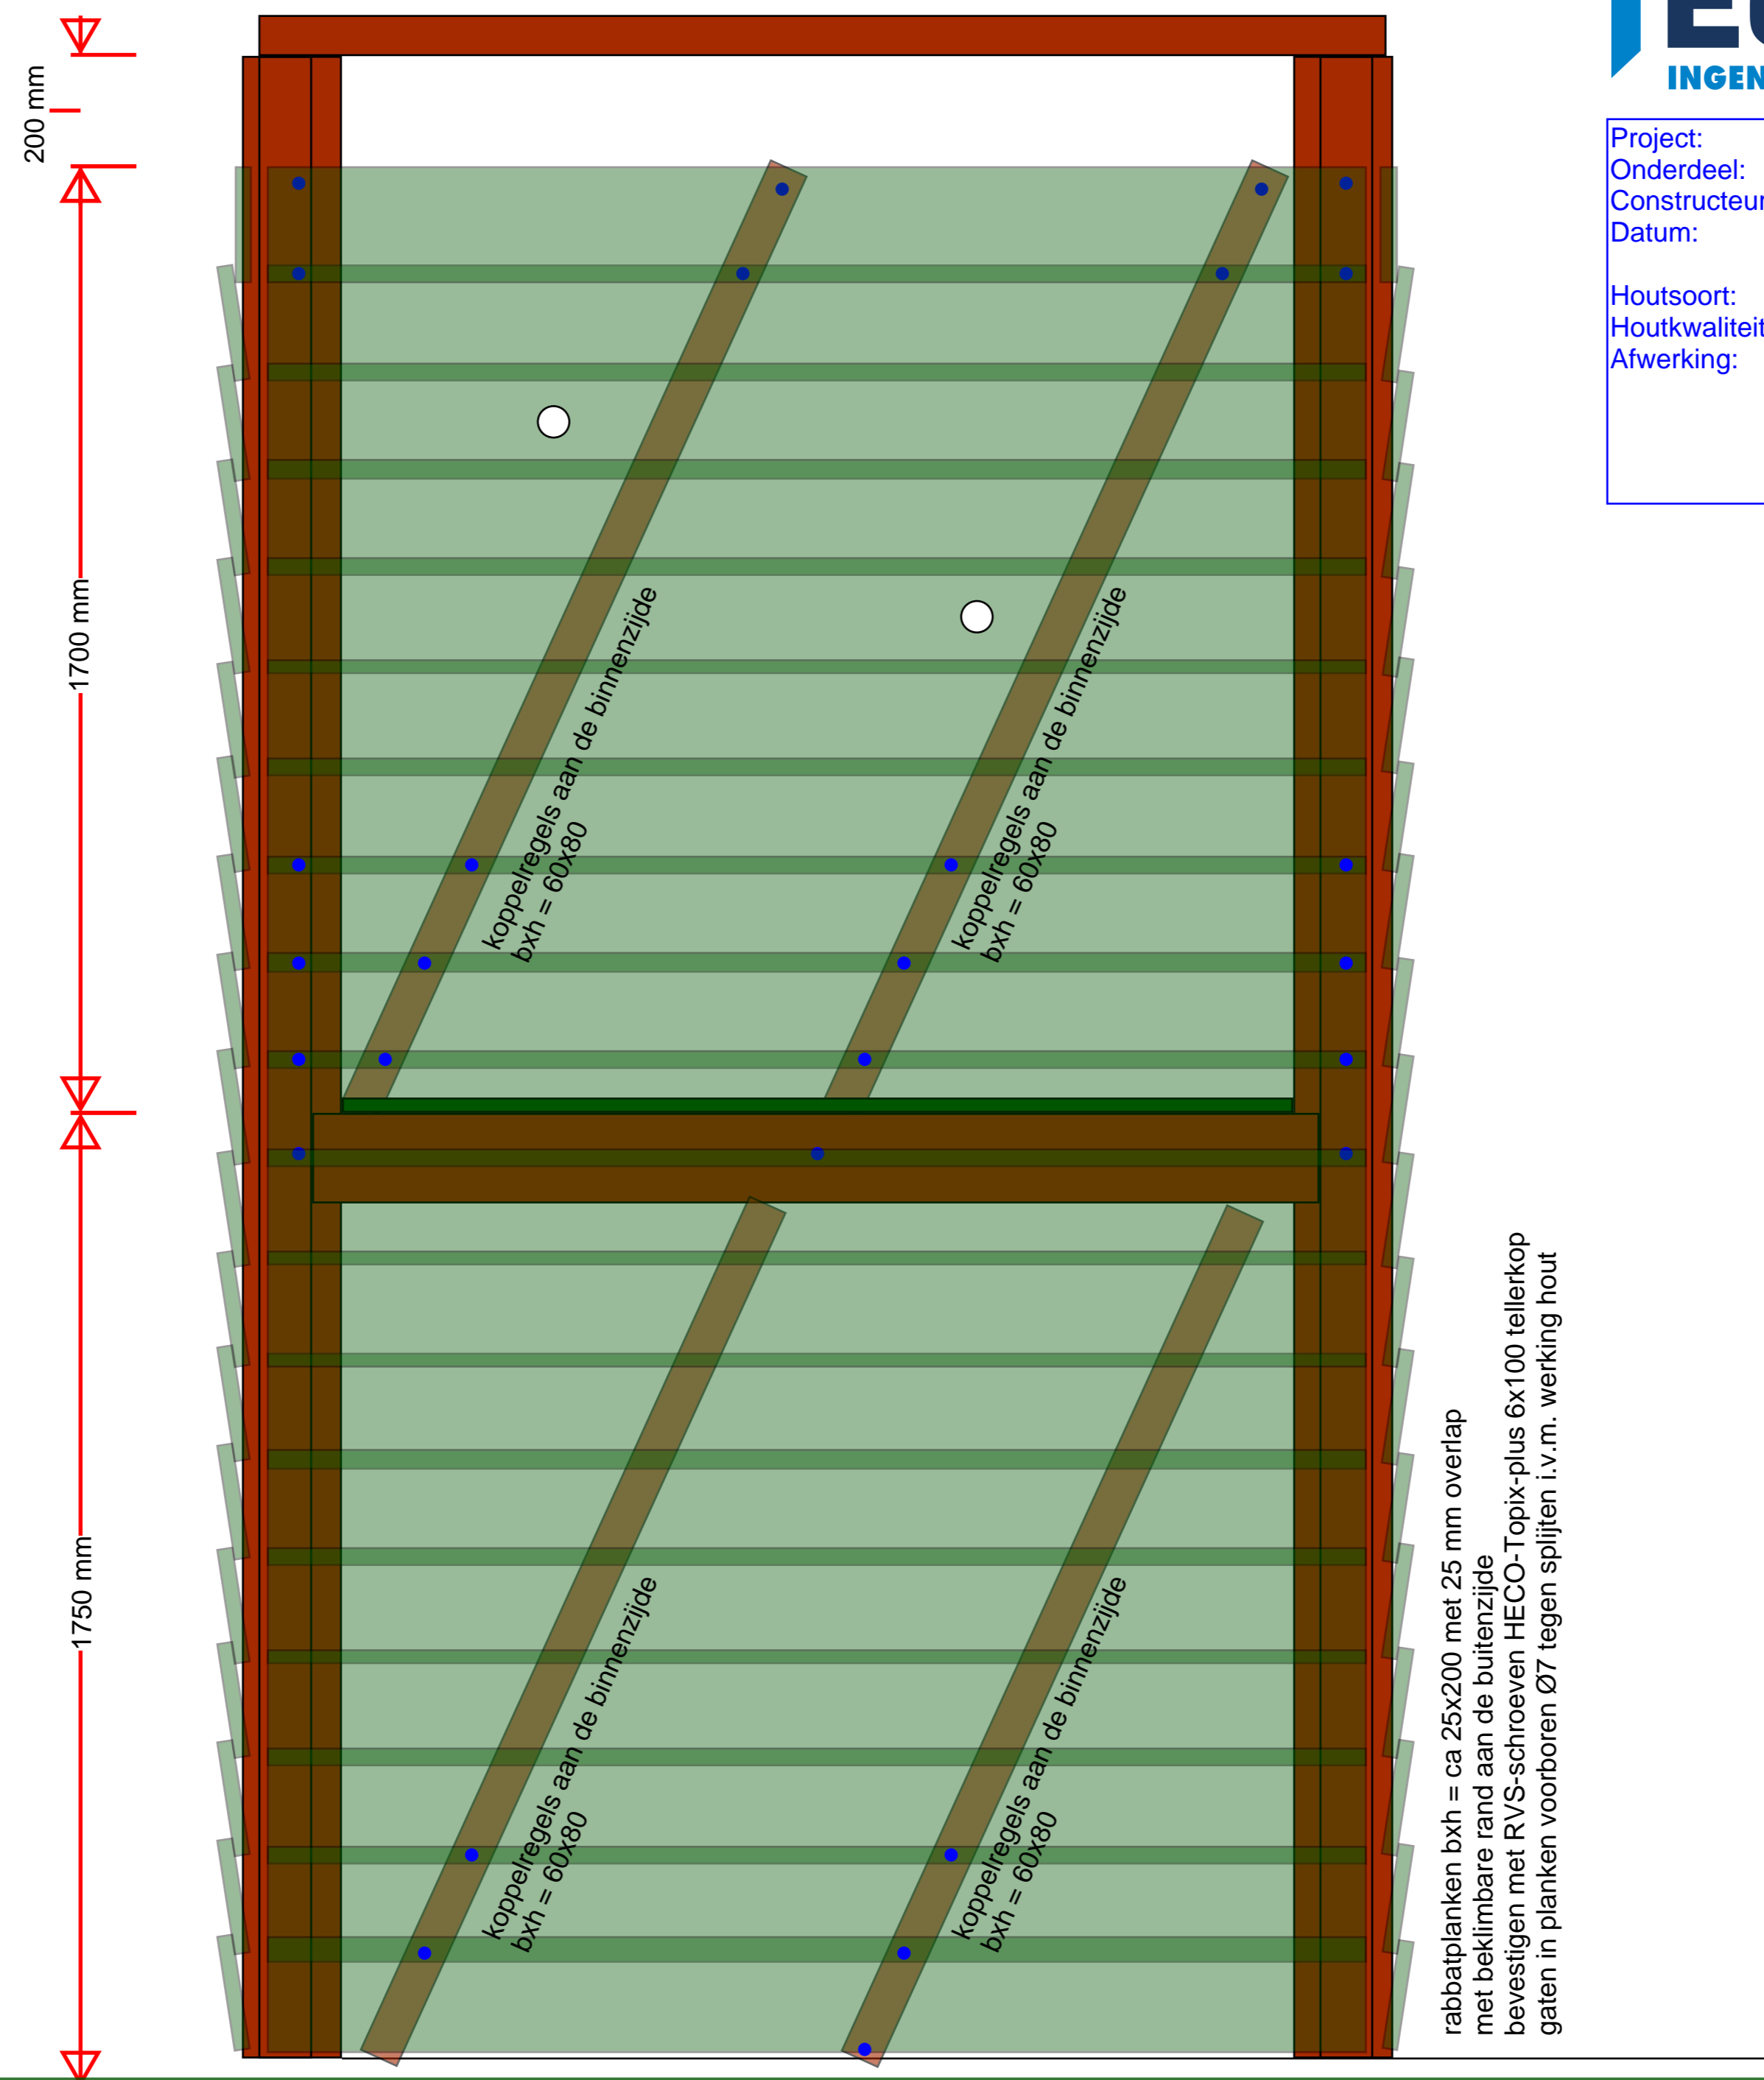 INGEN
Project:
Onderdeel:
Constructeur
Datum:
Houtsoort:
Houtkwaliteit
Afwerking:
200 mm
1700 mm
1750 mm
koppelregels aan de binnenzijde
bxh = 60x80
koppelregels aan de binnenzijde
bxh = 60x80
koppelregels aan de binnenzijde
bxh = 60x80
koppelregels aan de binnenzijde
bxh = 60x80
rabbatplanken bxh = ca 25x200 met 25 mm overlap
met beklimbare rand aan de buitenzijde
bevestigen met RVS-schroeven HECO-Topix-plus 6x100 tellerkop
gaten in planken voorboren Ø7 tegen splijten i.v.m. werking hout